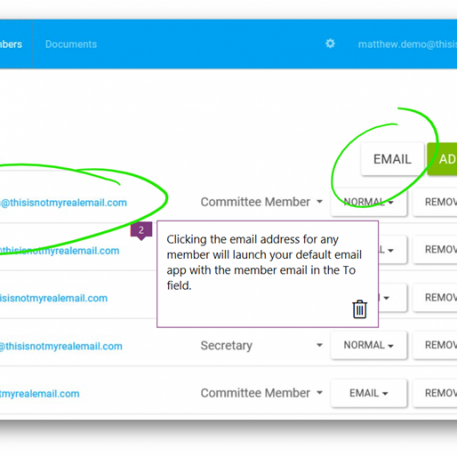 nbers Documents matthew.demo@thisis
EMAIL AD
@thisisnotmyrealemail.com Committee Member NORMAL REMOV
2
Clicking the email address for any
member will launch your default email
app with the member email in the To
field.
@thisisnotmyrealemail.com REMOV
isisnotmyrealemail.com REMOV
@thisisnotmyrealemail.com Secretary NORMAL REMOV
myrealemail.com Committee Member EMAIL REMOV